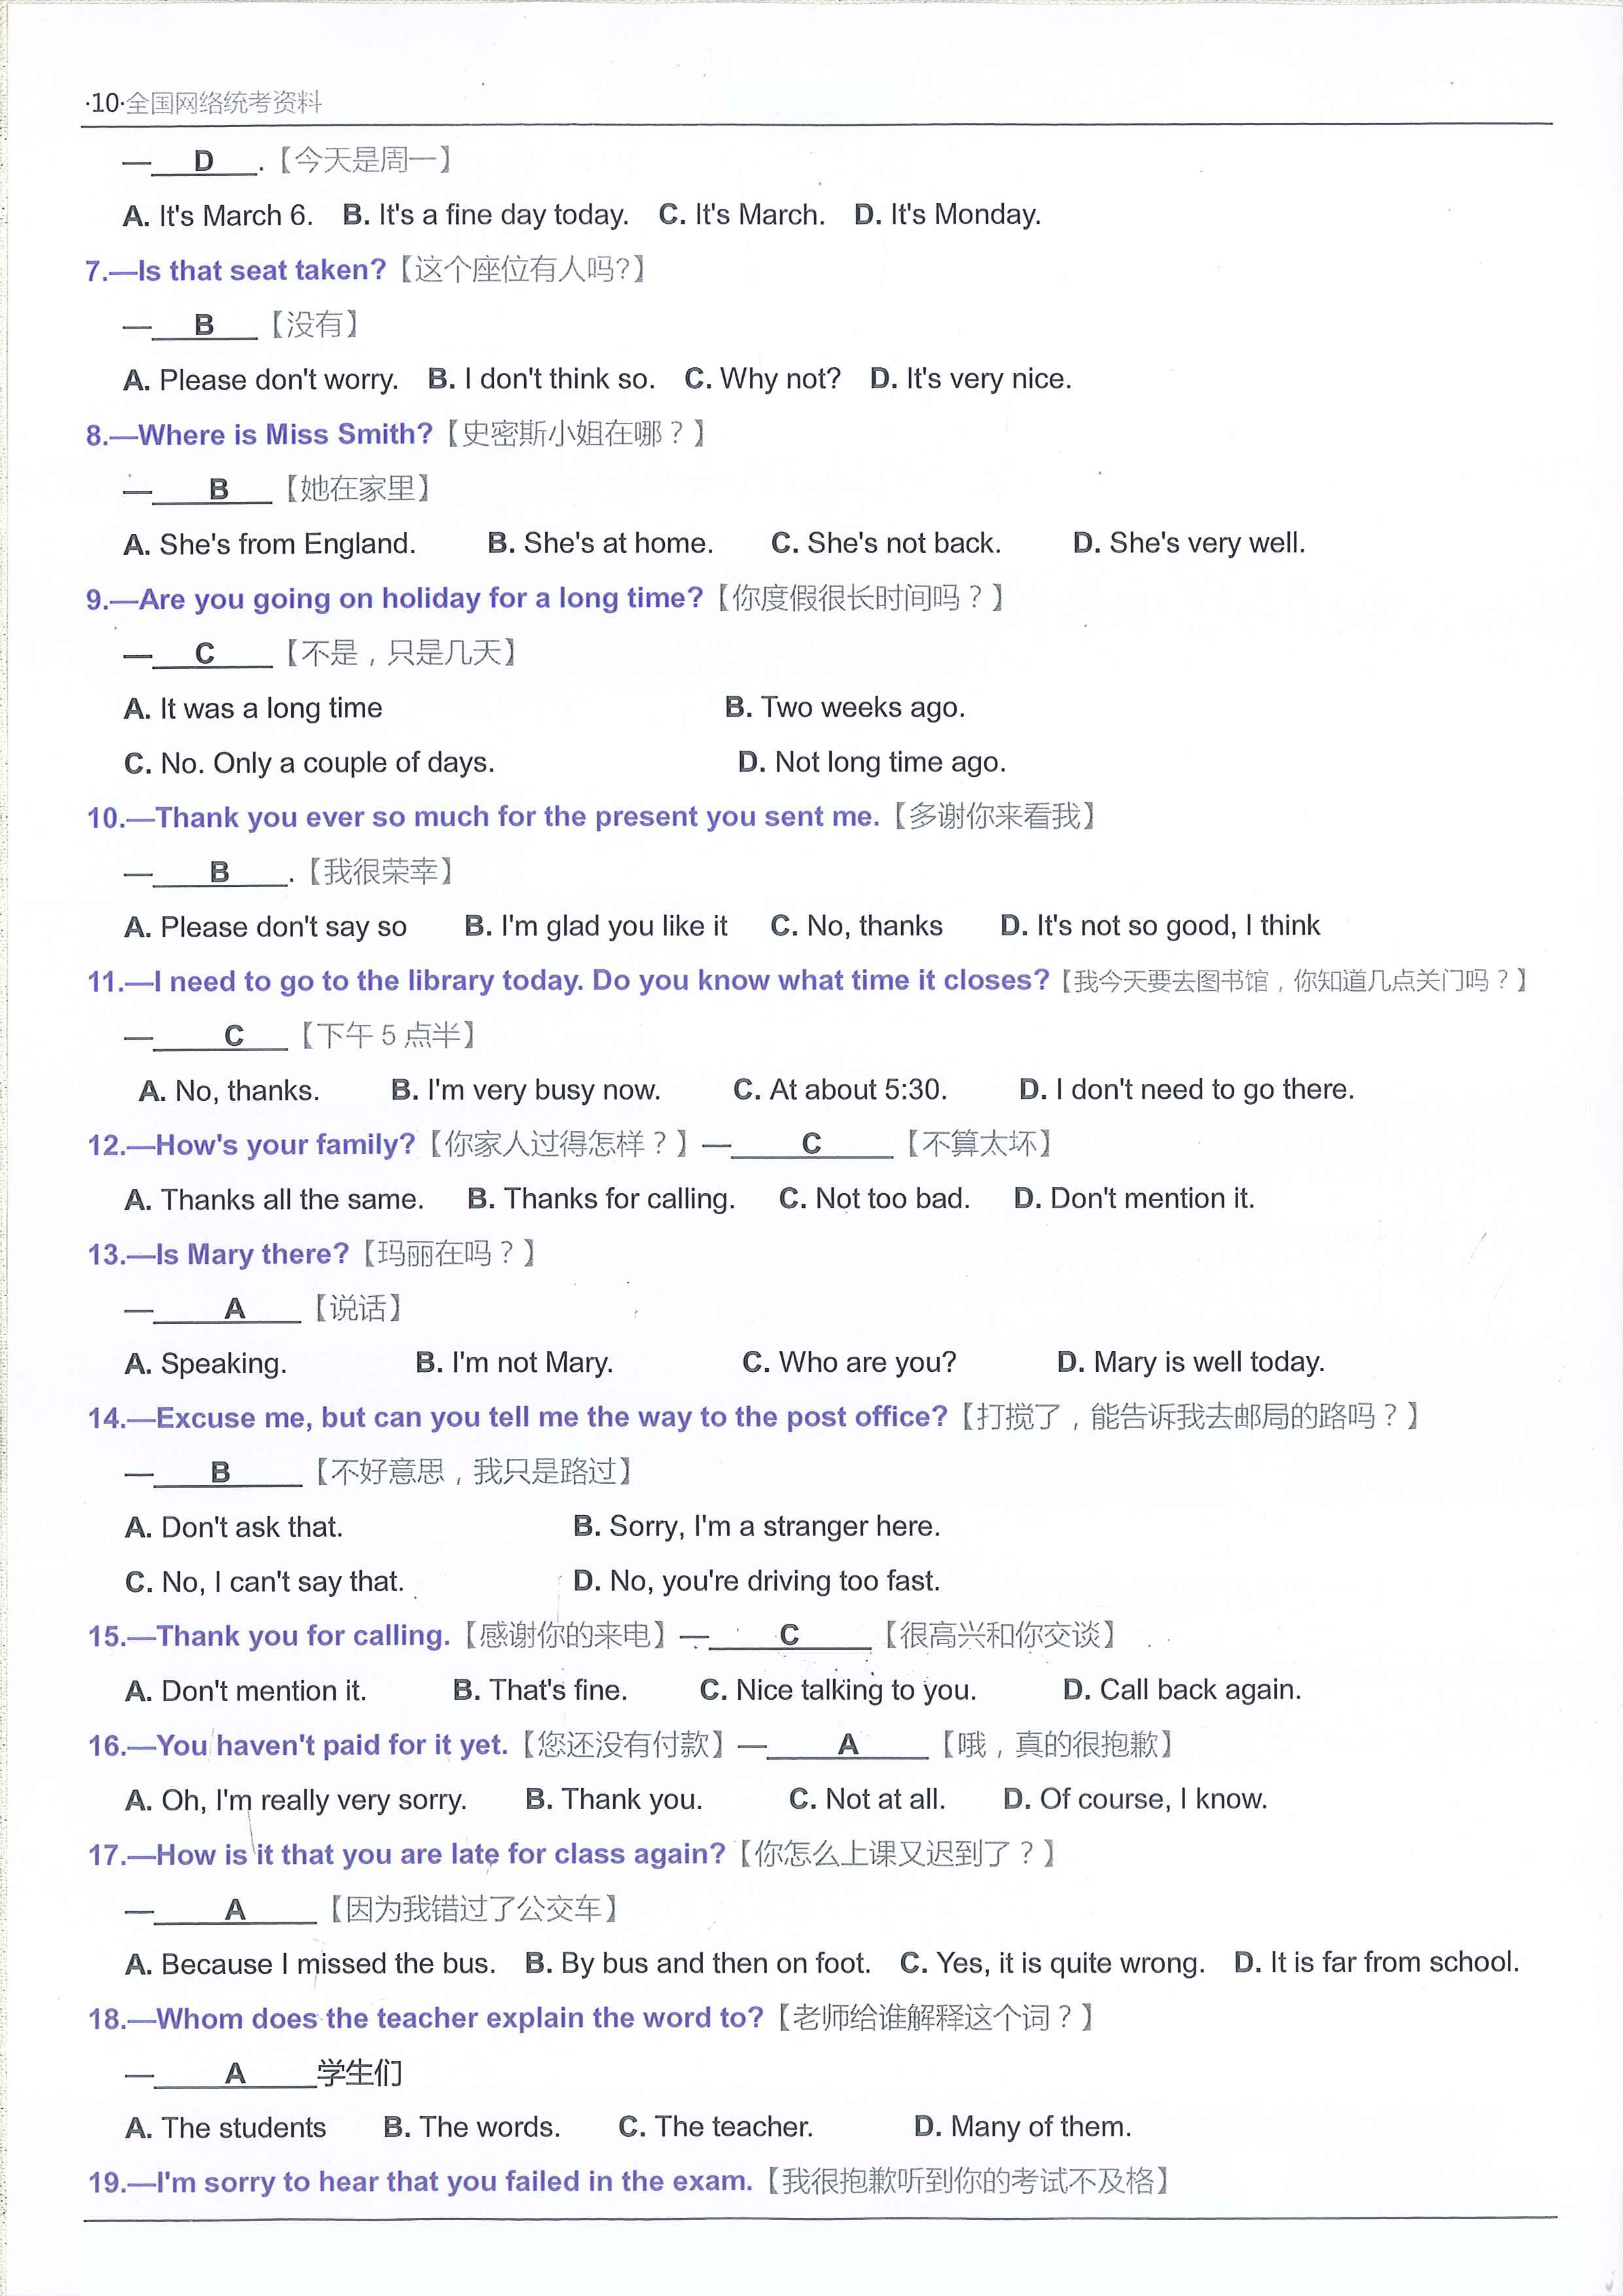 ·10·全国网络统考资料
— D .【今天是周一】
A. It's March 6. B. It's a fine day today. C. It's March. D. It's Monday.
7.—Is that seat taken?【这个座位有人吗?】
— B 【没有】
A. Please don't worry. B. I don't think so. C. Why not? D. It's very nice.
8.—Where is Miss Smith?【史密斯小姐在哪？】
— B 【她在家里】
A. She's from England. B. She's at home. C. She's not back. D. She's very well.
9.—Are you going on holiday for a long time?【你度假很长时间吗？】
— C 【不是，只是几天】
A. It was a long time B. Two weeks ago.
C. No. Only a couple of days. D. Not long time ago.
10.—Thank you ever so much for the present you sent me.【多谢你来看我】
— B .【我很荣幸】
A. Please don't say so B. I'm glad you like it C. No, thanks D. It's not so good, I think
11.—I need to go to the library today. Do you know what time it closes?【我今天要去图书馆，你知道几点关门吗？】
— C 【下午 5 点半】
A. No, thanks. B. I'm very busy now. C. At about 5:30. D. I don't need to go there.
12.—How's your family?【你家人过得怎样？】— C 【不算太坏】
A. Thanks all the same. B. Thanks for calling. C. Not too bad. D. Don't mention it.
13.—Is Mary there?【玛丽在吗？】
— A 【说话】
A. Speaking. B. I'm not Mary. C. Who are you? D. Mary is well today.
14.—Excuse me, but can you tell me the way to the post office?【打搅了，能告诉我去邮局的路吗？】
— B 【不好意思，我只是路过】
A. Don't ask that. B. Sorry, I'm a stranger here.
C. No, I can't say that. D. No, you're driving too fast.
15.—Thank you for calling.【感谢你的来电】— C 【很高兴和你交谈】
A. Don't mention it. B. That's fine. C. Nice talking to you. D. Call back again.
16.—You haven't paid for it yet.【您还没有付款】— A 【哦，真的很抱歉】
A. Oh, I'm really very sorry. B. Thank you. C. Not at all. D. Of course, I know.
17.—How is it that you are late for class again?【你怎么上课又迟到了？】
— A 【因为我错过了公交车】
A. Because I missed the bus. B. By bus and then on foot. C. Yes, it is quite wrong. D. It is far from school.
18.—Whom does the teacher explain the word to?【老师给谁解释这个词？】
— A 学生们
A. The students B. The words. C. The teacher. D. Many of them.
19.—I'm sorry to hear that you failed in the exam.【我很抱歉听到你的考试不及格】